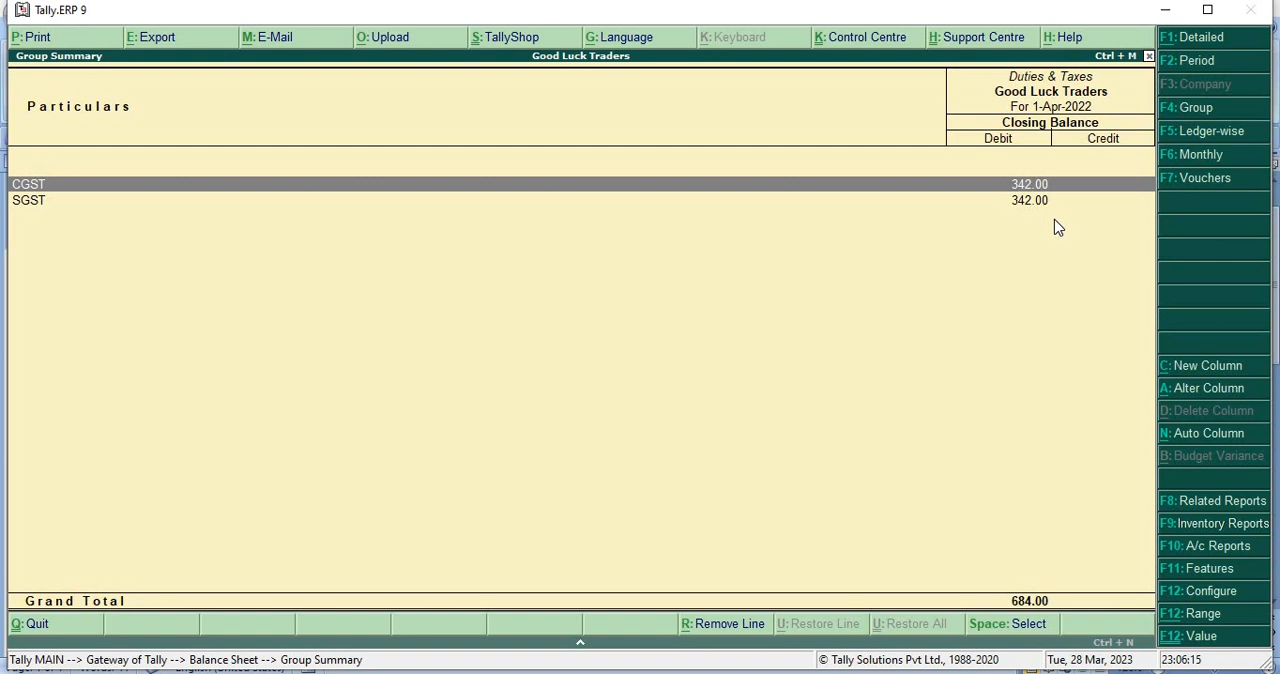 Tally.ERP 9
P: Print E: Export M: E-Mail O: Upload S: TallyShop G: Language K: Keyboard K: Control Centre H: Support Centre H: Help
Group Summary Good Luck Traders Ctrl + M
Particulars
Duties & Taxes
Good Luck Traders
For 1-Apr-2022
Closing Balance
Debit Credit
CGST 342.00
SGST 342.00
Grand Total 684.00
F1: Detailed
F2: Period
F3: Company
F4: Group
F5: Ledger-wise
F6: Monthly
F7: Vouchers
C: New Column
A: Alter Column
D: Delete Column
N: Auto Column
B: Budget Variance
F8: Related Reports
F9: Inventory Reports
F10: A/c Reports
F11: Features
F12: Configure
F12: Range
F12: Value
Q: Quit R: Remove Line U: Restore Line U: Restore All Space: Select
Ctrl + N
Tally MAIN --> Gateway of Tally --> Balance Sheet --> Group Summary © Tally Solutions Pvt Ltd., 1988-2020 Tue, 28 Mar, 2023 23:06:15